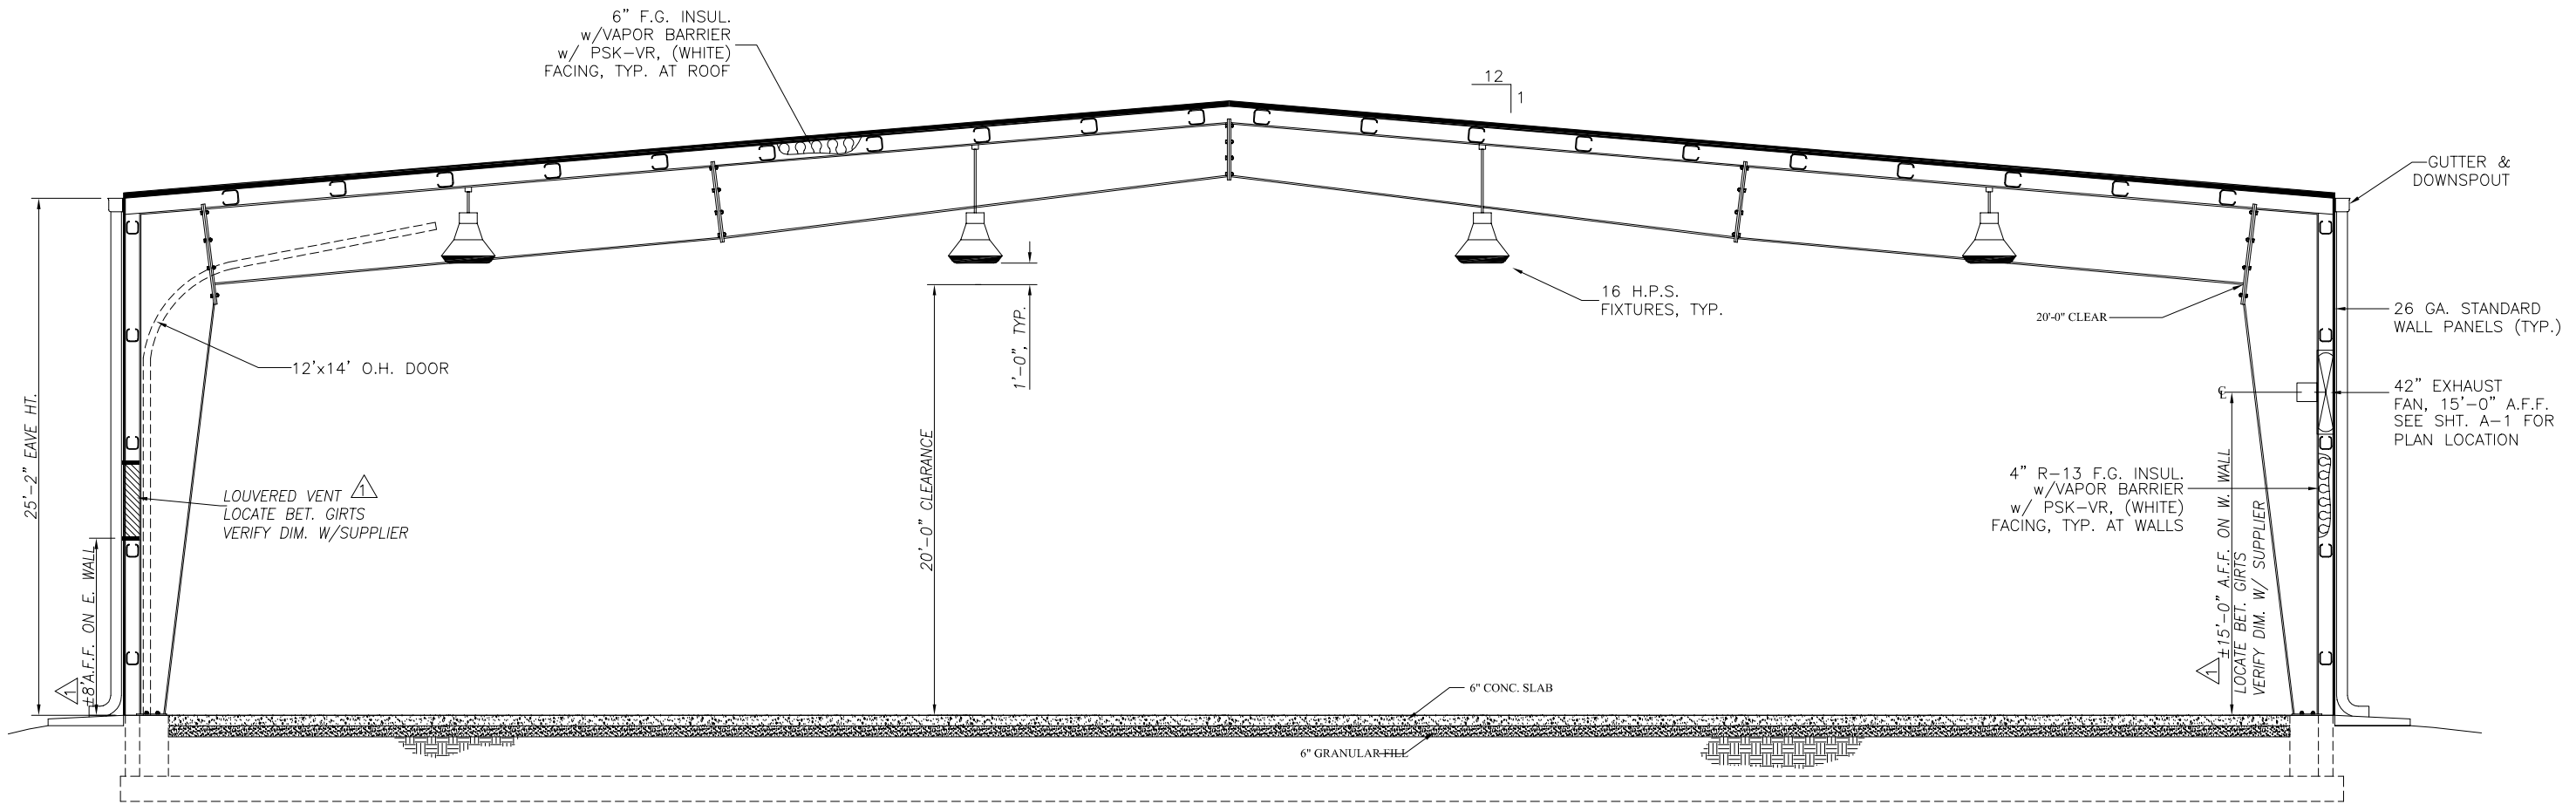 6” F.G. INSUL.
w/VAPOR BARRIER
w/ PSK-VR, (WHITE)
FACING, TYP. AT ROOF
12
1
GUTTER &
DOWNSPOUT
16 H.P.S.
FIXTURES, TYP.
20'-0" CLEAR
26 GA. STANDARD
WALL PANELS (TYP.)
1’-0”, TYP.
12’x14’ O.H. DOOR
25’-2” EAVE HT.
20’-0” CLEARANCE
℄
42” EXHAUST
FAN, 15’-0” A.F.F.
SEE SHT. A-1 FOR
PLAN LOCATION
LOUVERED VENT 1
LOCATE BET. GIRTS
VERIFY DIM. W/SUPPLIER
4” R-13 F.G. INSUL.
w/VAPOR BARRIER
w/ PSK-VR, (WHITE)
FACING, TYP. AT WALLS
1 ±8’A.F.F. ON E. WALL
1 ±15’-0” A.F.F. ON W. WALL
LOCATE BET. GIRTS
VERIFY DIM. W/ SUPPLIER
6" CONC. SLAB
6" GRANULAR FILL